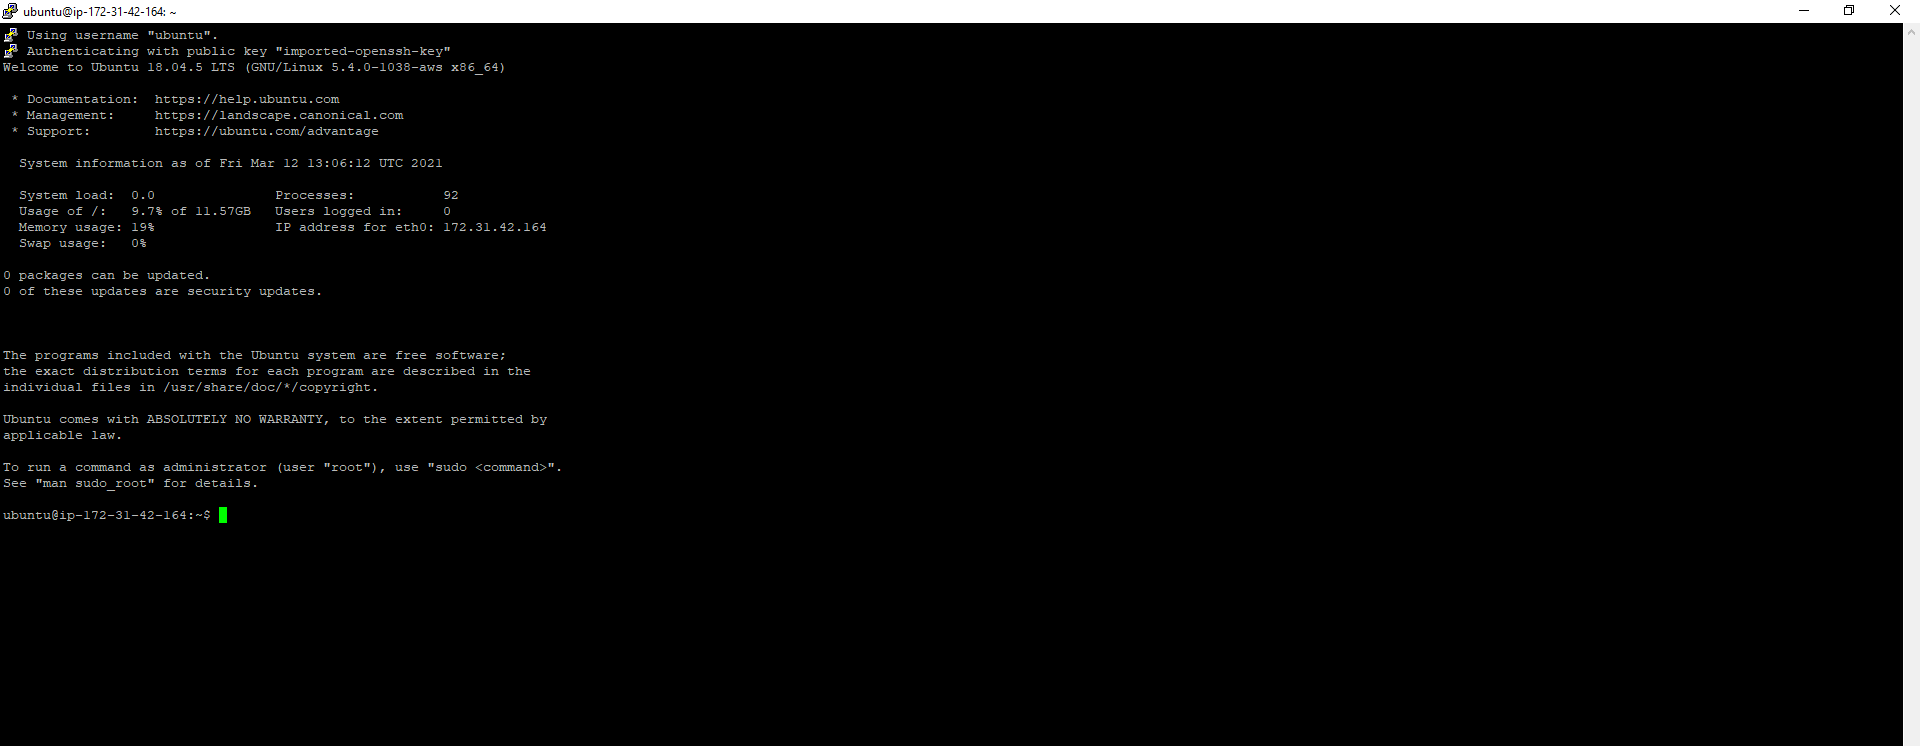 ubuntu@ip-172-31-42-164: ~
Using username "ubuntu".
Authenticating with public key "imported-openssh-key"
Welcome to Ubuntu 18.04.5 LTS (GNU/Linux 5.4.0-1038-aws x86_64)
* Documentation:  https://help.ubuntu.com
* Management:     https://landscape.canonical.com
* Support:        https://ubuntu.com/advantage
System information as of Fri Mar 12 13:06:12 UTC 2021
System load:  0.0               Processes:           92
Usage of /:   9.7% of 11.57GB   Users logged in:     0
Memory usage: 19%               IP address for eth0: 172.31.42.164
Swap usage:   0%
0 packages can be updated.
0 of these updates are security updates.
The programs included with the Ubuntu system are free software;
the exact distribution terms for each program are described in the
individual files in /usr/share/doc/*/copyright.
Ubuntu comes with ABSOLUTELY NO WARRANTY, to the extent permitted by
applicable law.
To run a command as administrator (user "root"), use "sudo <command>".
See "man sudo_root" for details.
ubuntu@ip-172-31-42-164:~$